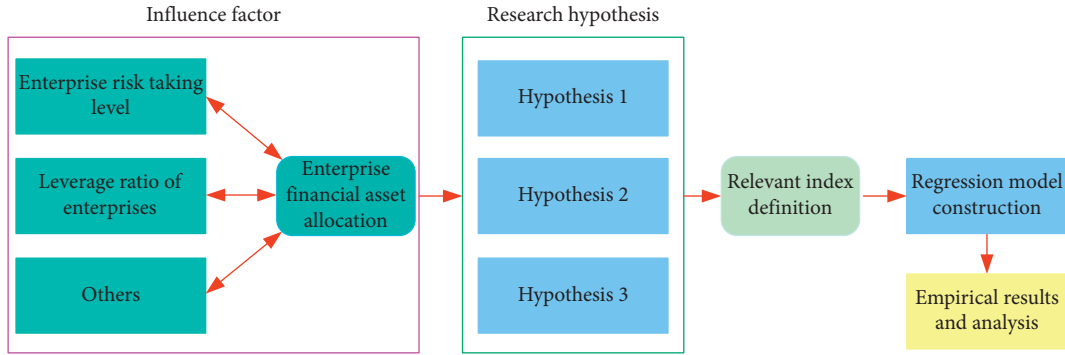 Influence factor
Research hypothesis
Enterprise risk taking
level
Leverage ratio of
enterprises
Others
Enterprise
financial asset
allocation
Hypothesis 1
Hypothesis 2
Hypothesis 3
Relevant index
definition
Regression model
construction
Empirical results
and analysis